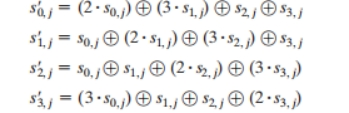 s′₀,ⱼ = (2 · s₀,ⱼ) ⊕ (3 · s₁,ⱼ) ⊕ s₂,ⱼ ⊕ s₃,ⱼ
s′₁,ⱼ = s₀,ⱼ ⊕ (2 · s₁,ⱼ) ⊕ (3 · s₂,ⱼ) ⊕ s₃,ⱼ
s′₂,ⱼ = s₀,ⱼ ⊕ s₁,ⱼ ⊕ (2 · s₂,ⱼ) ⊕ (3 · s₃,ⱼ)
s′₃,ⱼ = (3 · s₀,ⱼ) ⊕ s₁,ⱼ ⊕ s₂,ⱼ ⊕ (2 · s₃,ⱼ)